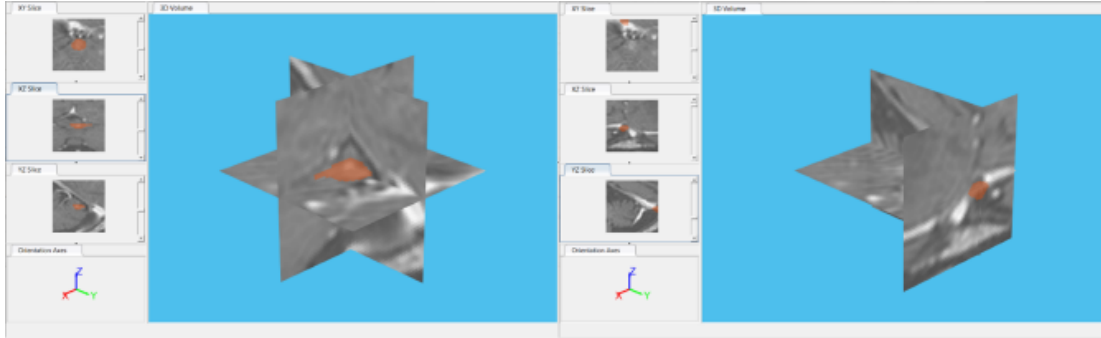 XY Slice
3D Volume
XZ Slice
YZ Slice
Orientation Axes
Z
X
Y
XY Slice
3D Volume
XZ Slice
YZ Slice
Orientation Axes
Z
X
Y